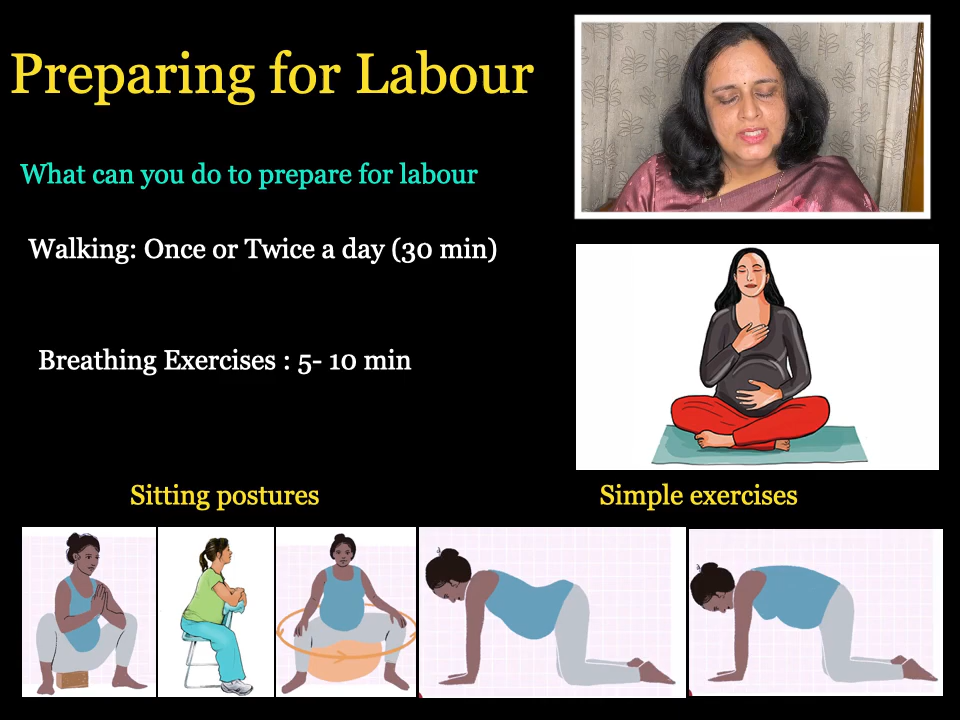 Preparing for Labour
What can you do to prepare for labour
Walking: Once or Twice a day (30 min)
Breathing Exercises : 5- 10 min
Sitting postures
Simple exercises